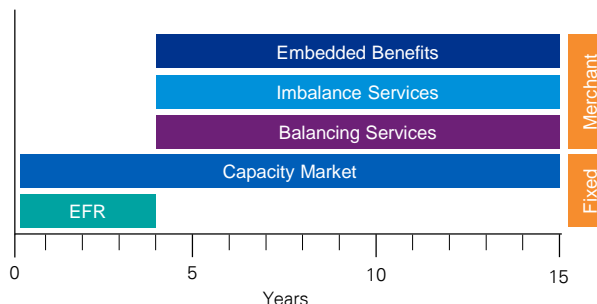 Embedded Benefits
Imbalance Services
Balancing Services
Merchant
Capacity Market
EFR
Fixed
0 5 10 15
Years